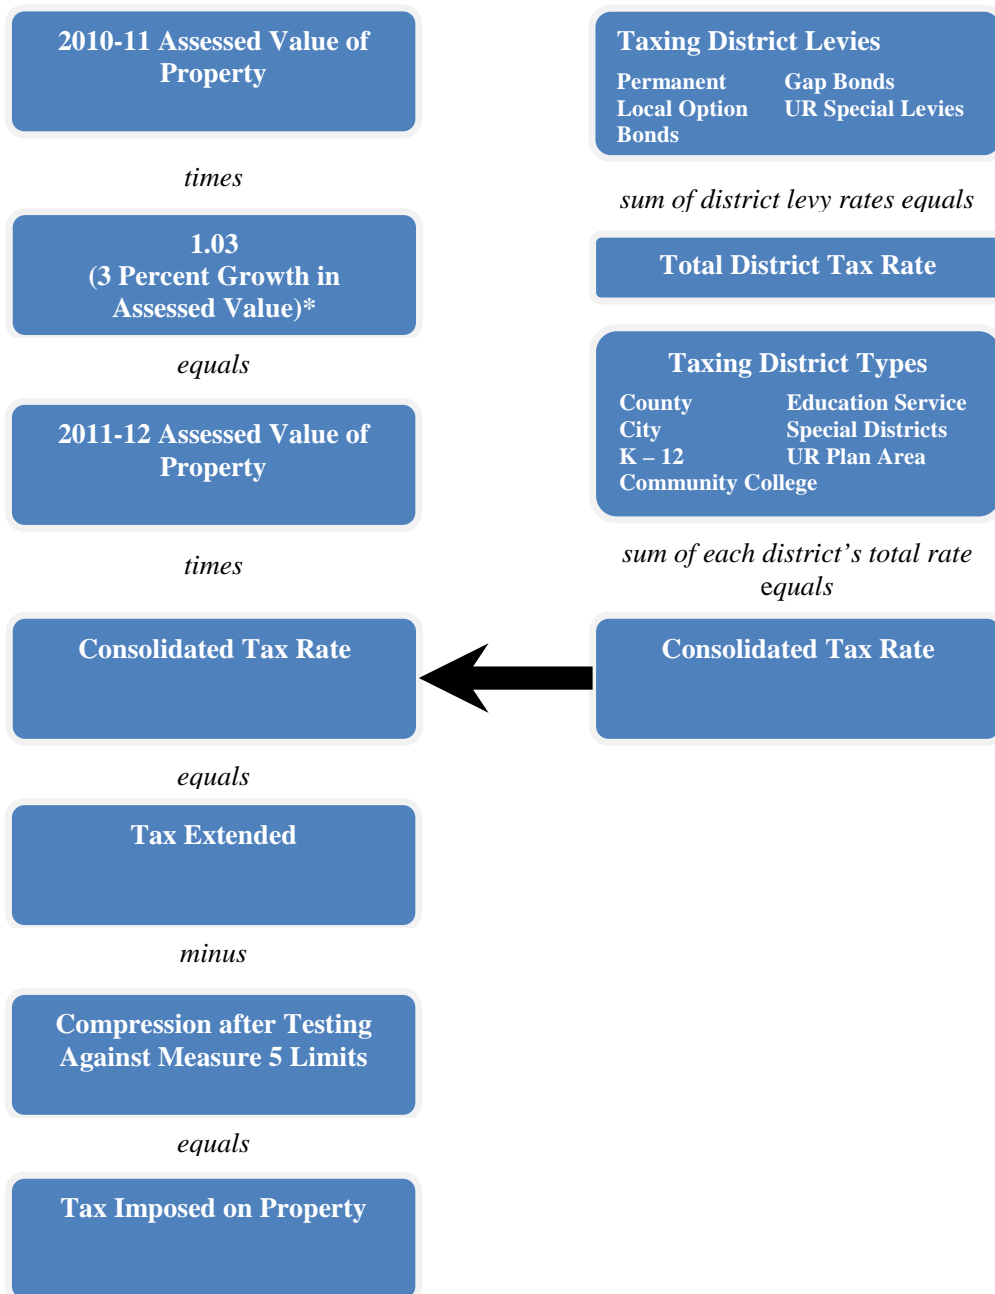 2010-11 Assessed Value of
Property
times
1.03
(3 Percent Growth in
Assessed Value)*
equals
2011-12 Assessed Value of
Property
times
Consolidated Tax Rate
equals
Tax Extended
minus
Compression after Testing
Against Measure 5 Limits
equals
Tax Imposed on Property
Taxing District Levies
Permanent Gap Bonds
Local Option UR Special Levies
Bonds
sum of district levy rates equals
Total District Tax Rate
Taxing District Types
County Education Service
City Special Districts
K – 12 UR Plan Area
Community College
sum of each district’s total rate
equals
Consolidated Tax Rate